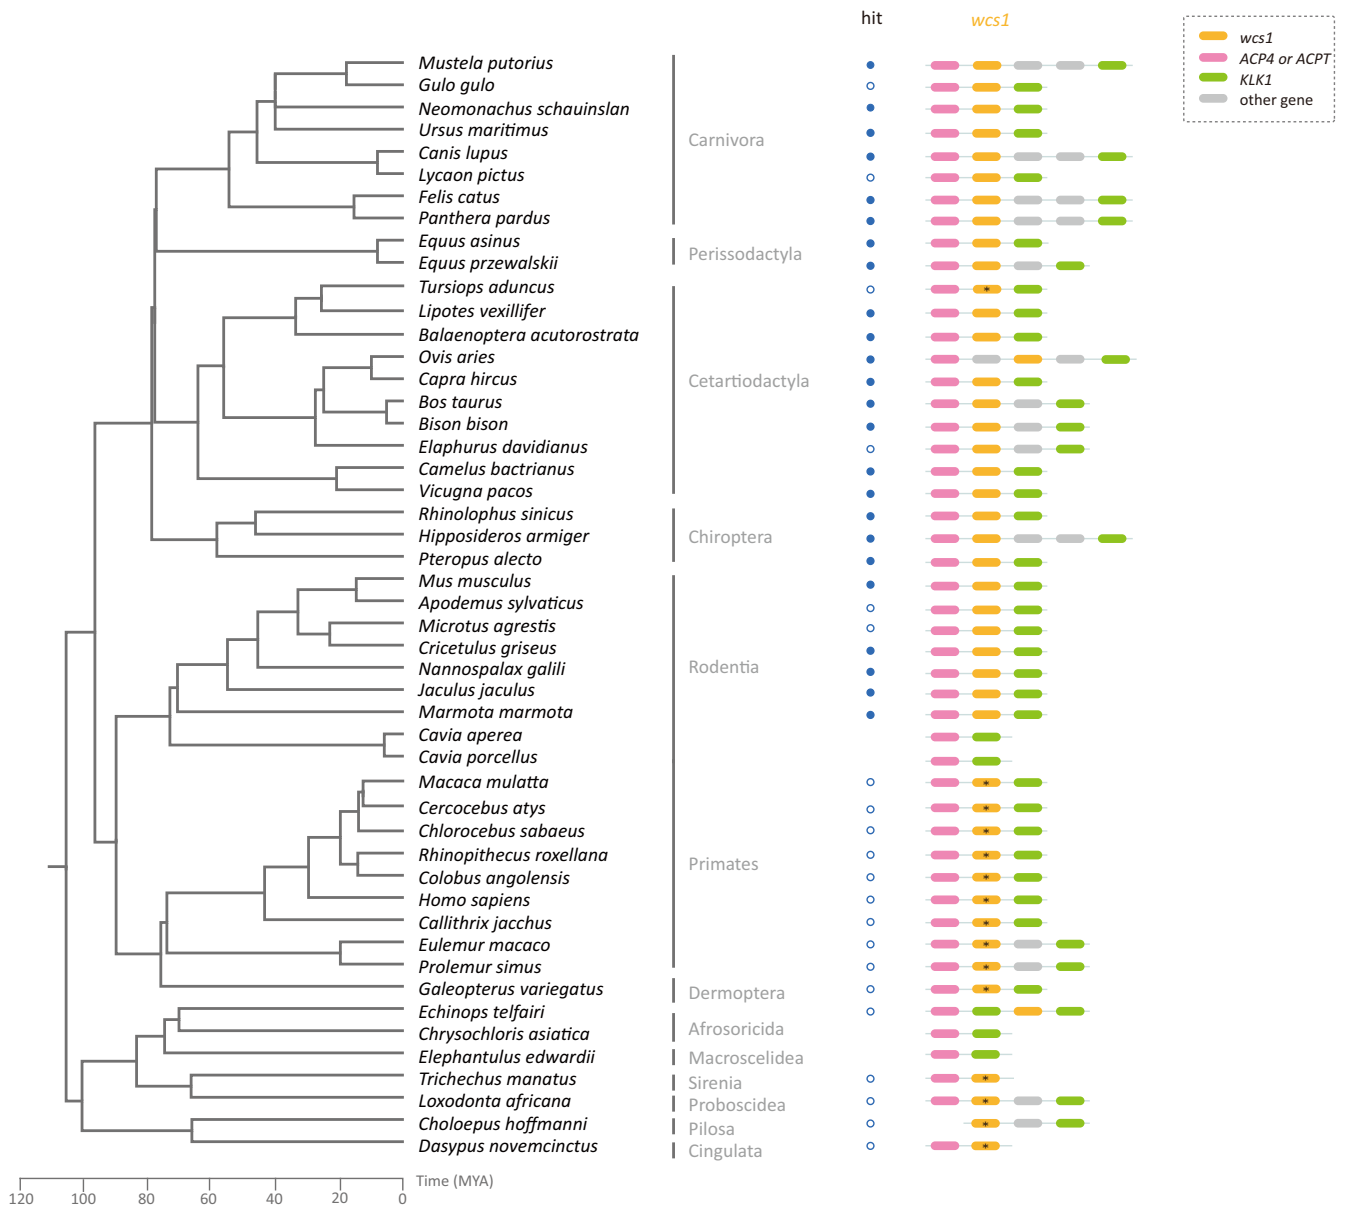 hit
wcs1
wcs1
ACP4 or ACPT
KLK1
other gene
Mustela putorius
Gulo gulo
Neomonachus schauinslan
Ursus maritimus
Canis lupus
Lycaon pictus
Felis catus
Panthera pardus
Carnivora
Equus asinus
Equus przewalskii
Perissodactyla
Tursiops aduncus
*
Lipotes vexillifer
Balaenoptera acutorostrata
Ovis aries
Capra hircus
Bos taurus
Bison bison
Elaphurus davidianus
Camelus bactrianus
Vicugna pacos
Cetartiodactyla
Rhinolophus sinicus
Hipposideros armiger
Pteropus alecto
Chiroptera
Mus musculus
Apodemus sylvaticus
Microtus agrestis
Cricetulus griseus
Nannospalax galili
Jaculus jaculus
Marmota marmota
Cavia aperea
Cavia porcellus
Rodentia
Macaca mulatta
*
Cercocebus atys
*
Chlorocebus sabaeus
*
Rhinopithecus roxellana
*
Colobus angolensis
*
Homo sapiens
*
Callithrix jacchus
*
Eulemur macaco
*
Prolemur simus
*
Primates
Galeopterus variegatus
*
Dermoptera
Echinops telfairi
Chrysochloris asiatica
Afrosoricida
Elephantulus edwardii
Macroscelidea
Trichechus manatus
*
Sirenia
Loxodonta africana
*
Proboscidea
Choloepus hoffmanni
*
Pilosa
Dasypus novemcinctus
*
Cingulata
Time (MYA)
120 100 80 60 40 20 0